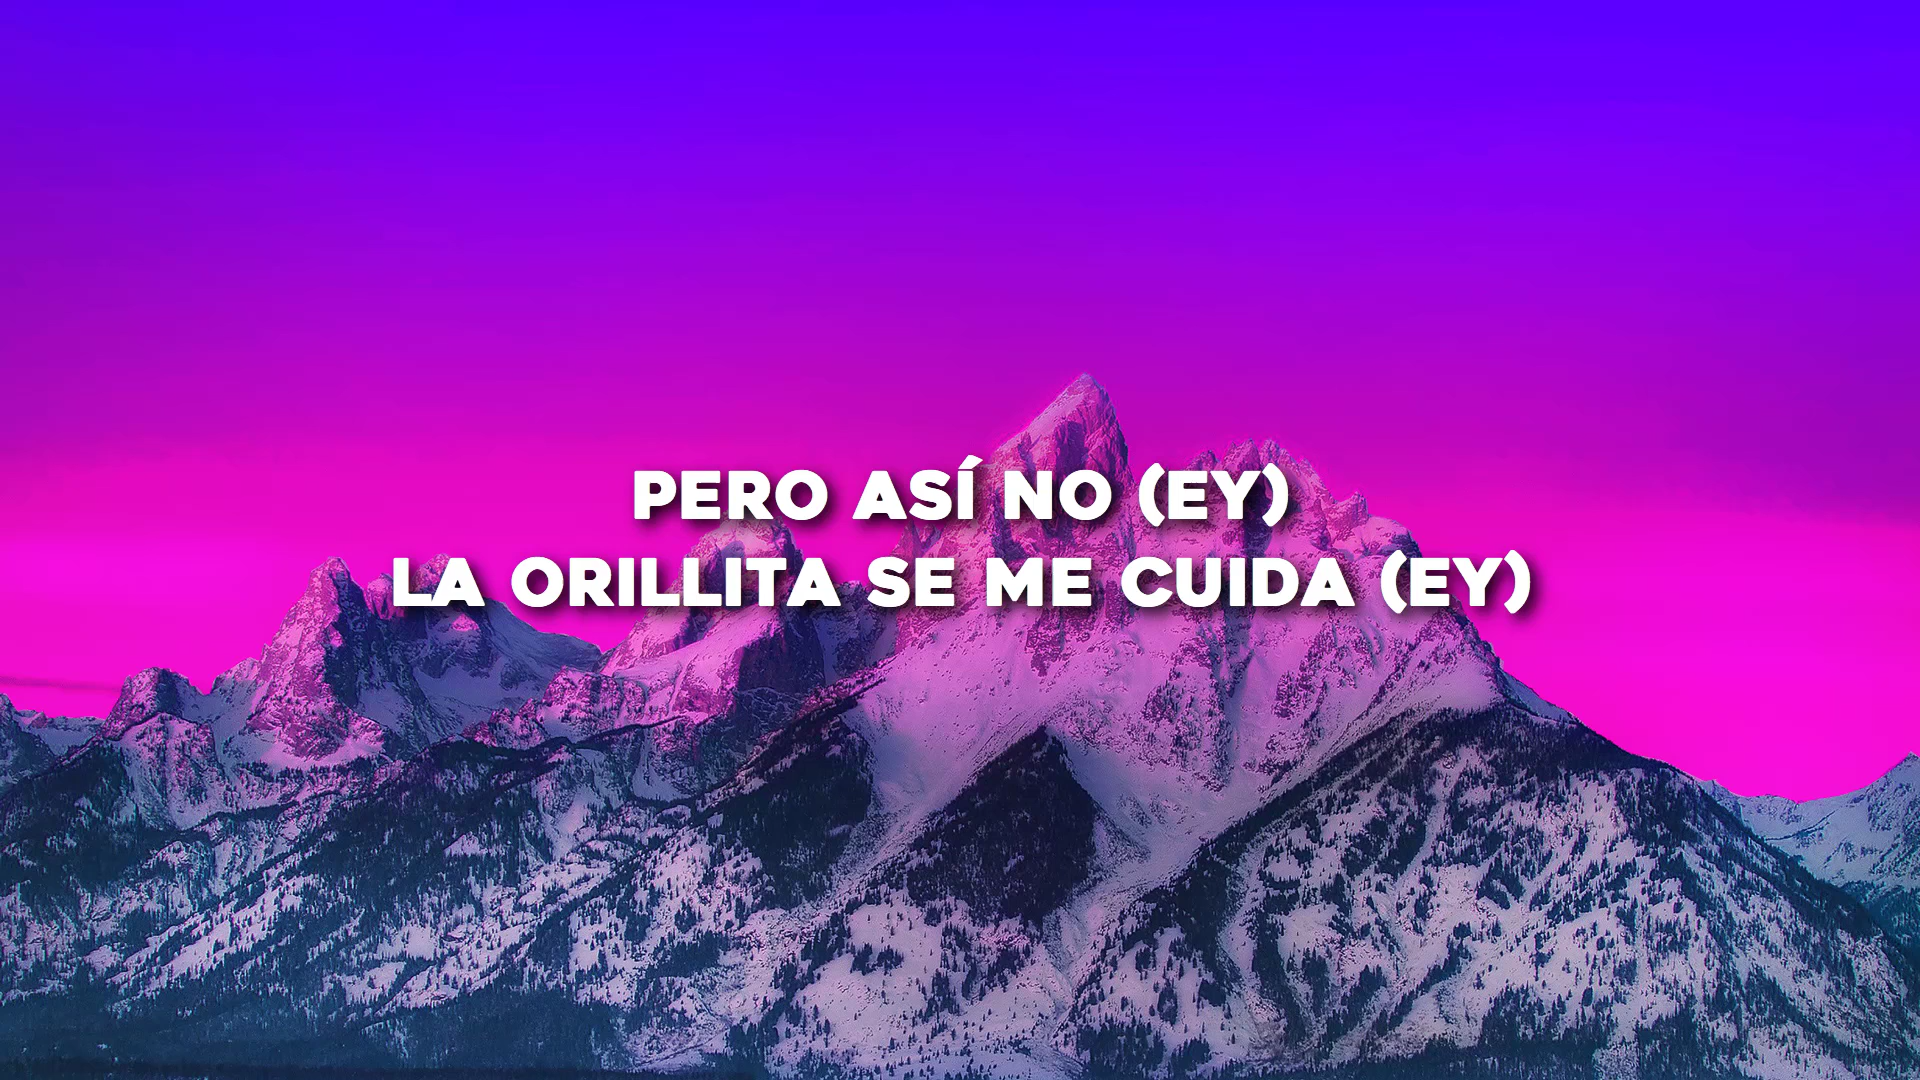 PERO ASÍ NO (EY)
LA ORILLITA SE ME CUIDA (EY)